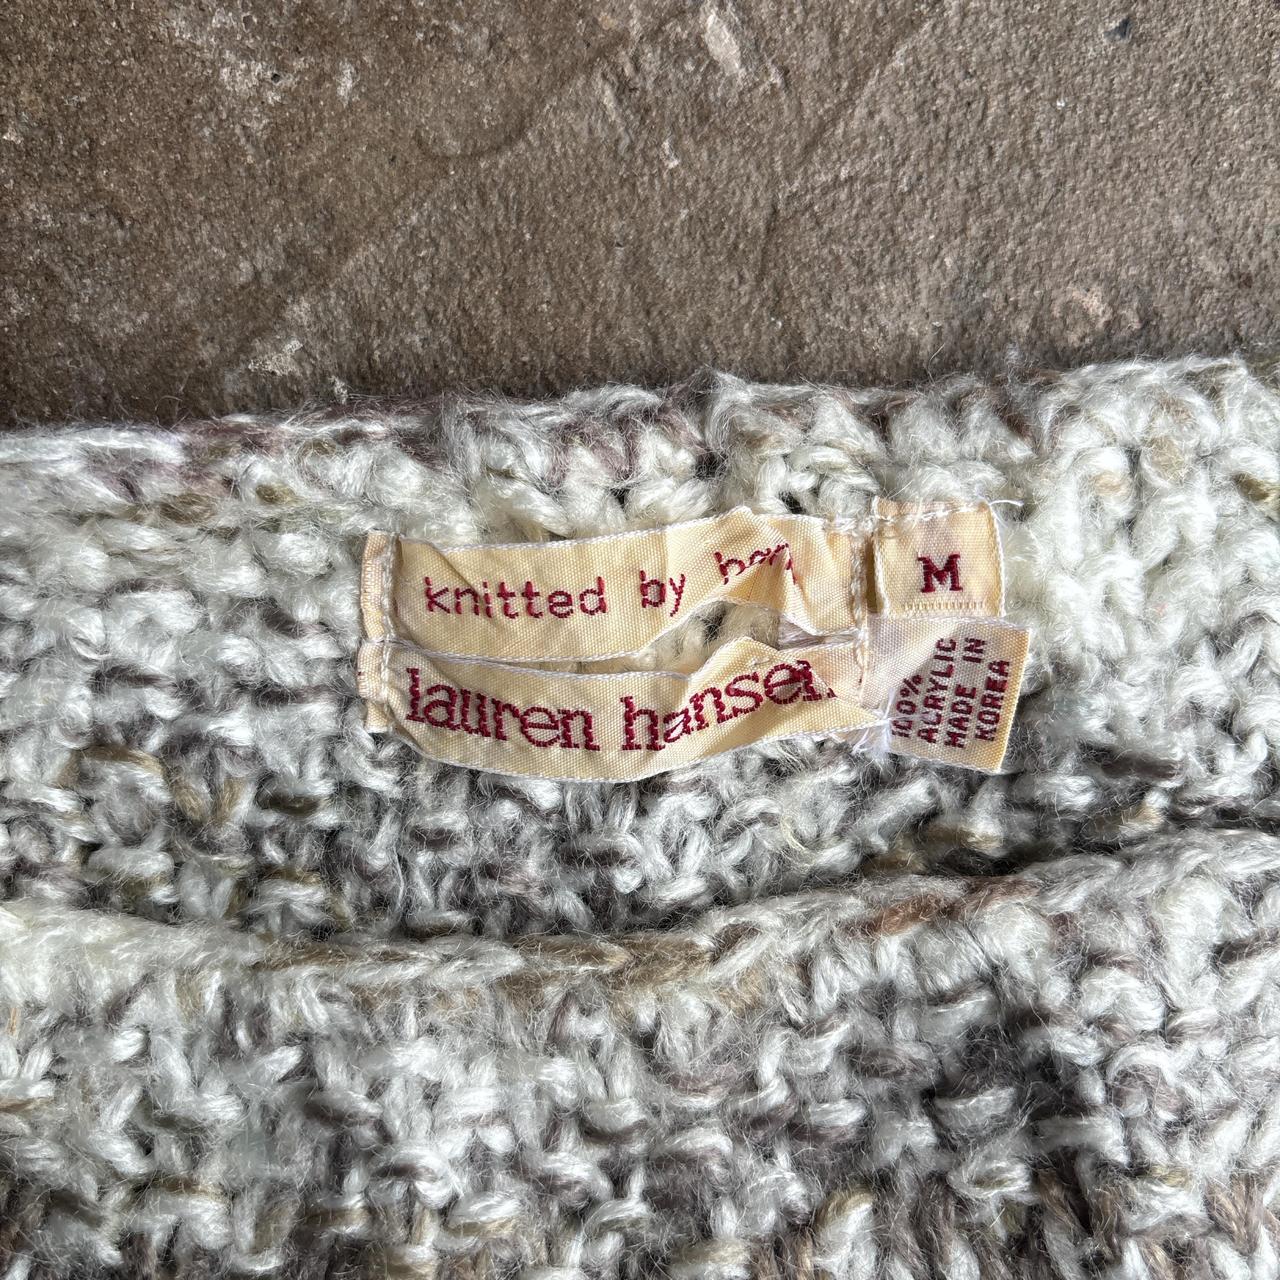 knitted by
lauren hansen
M
100%
ACRYLIC
MADE IN
KOREA